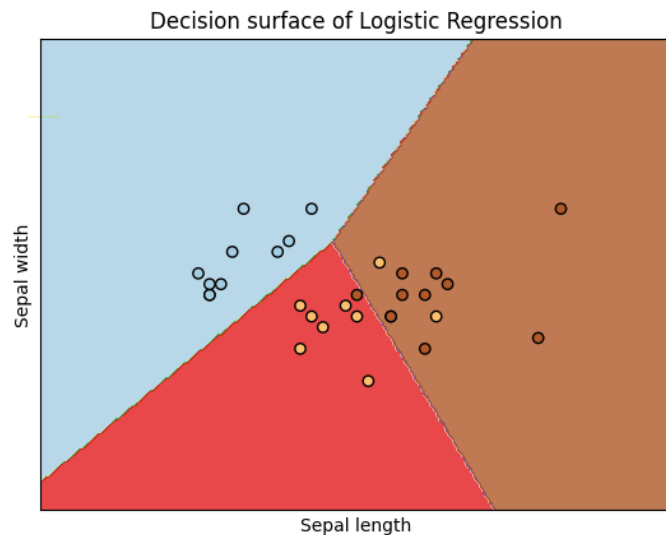 Decision surface of Logistic Regression
Sepal width
Sepal length